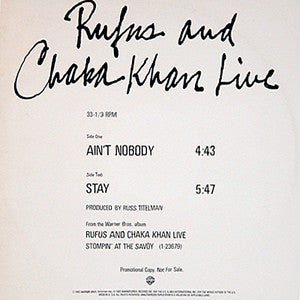 Rufus and
Chaka Khan Live
33-1/3 RPM
Side One
AIN'T NOBODY 4:43
Side Two
STAY 5:47
PRODUCED BY RUSS TITELMAN
From the Warner Bros. album
RUFUS AND CHAKA KHAN LIVE
STOMPIN' AT THE SAVOY (1-23679)
Promotional Copy. Not For Sale.